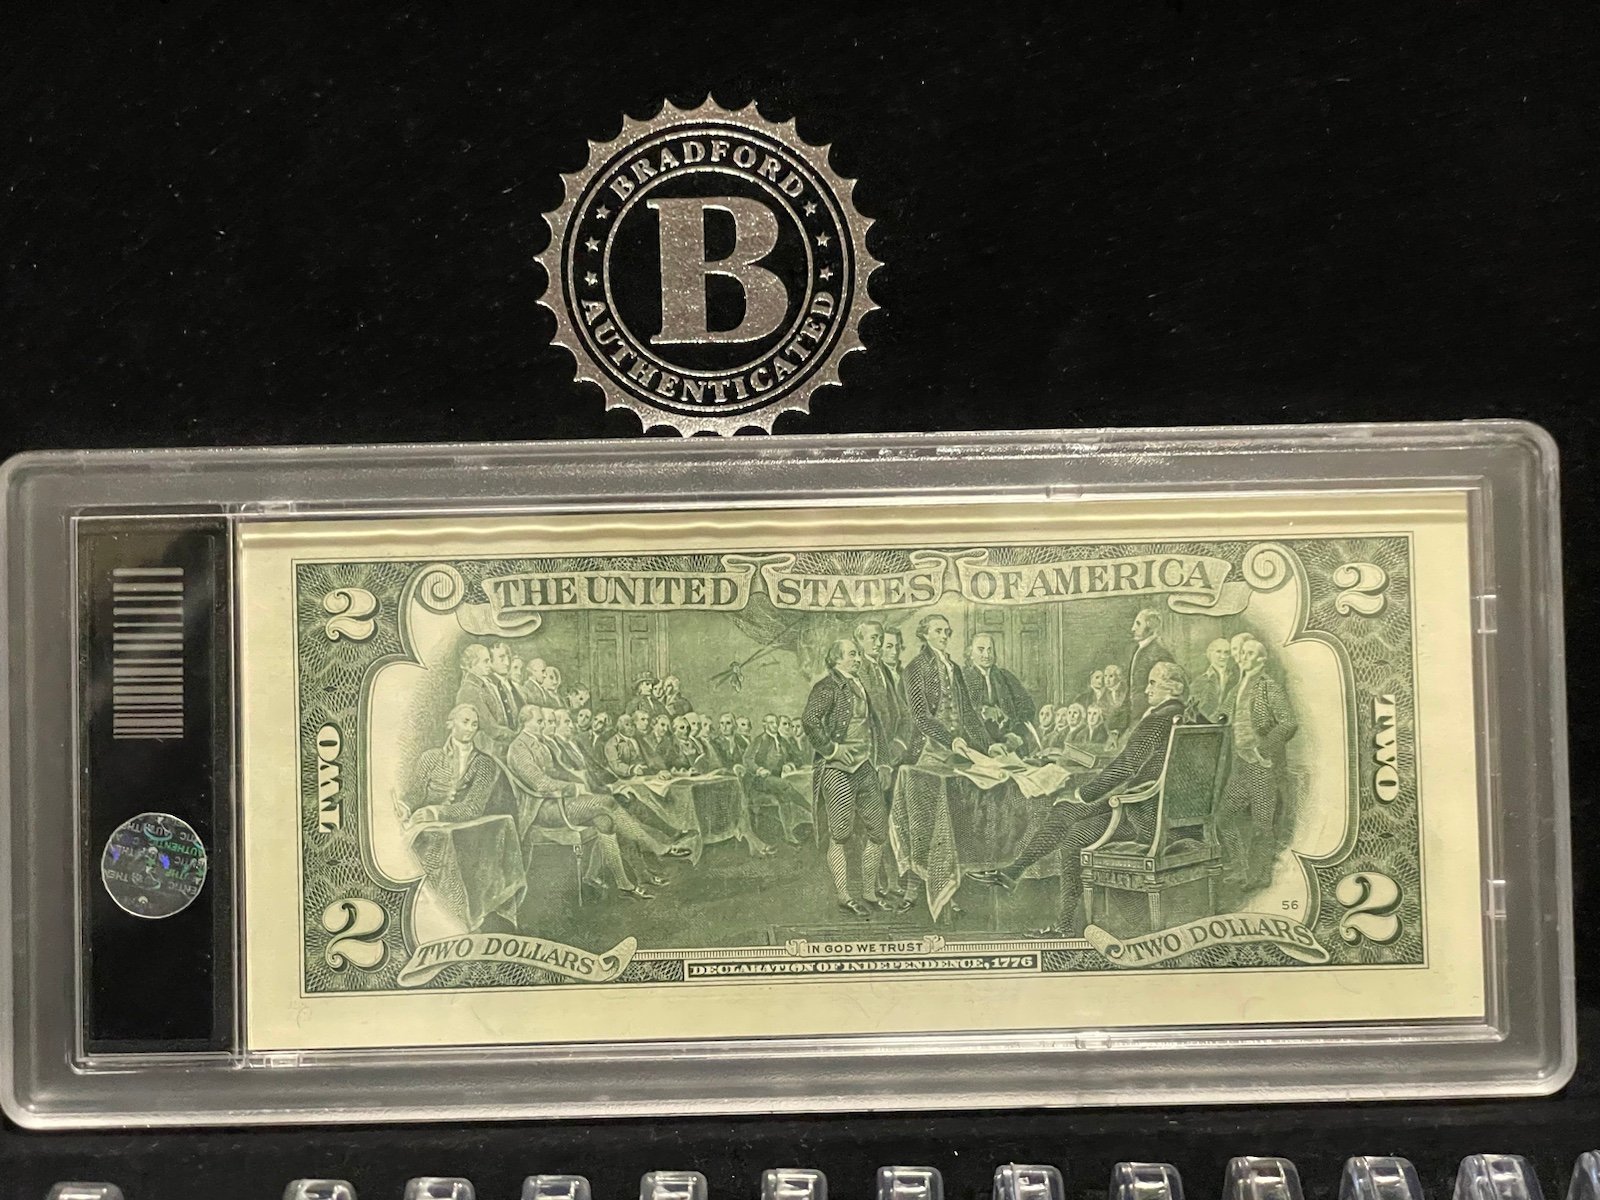 BRADFORD
B
AUTHENTICATED
THE UNITED STATES OF AMERICA
2 2
TWO TWO
56
2 2
TWO DOLLARS IN GOD WE TRUST TWO DOLLARS
DECLARATION OF INDEPENDENCE, 1776